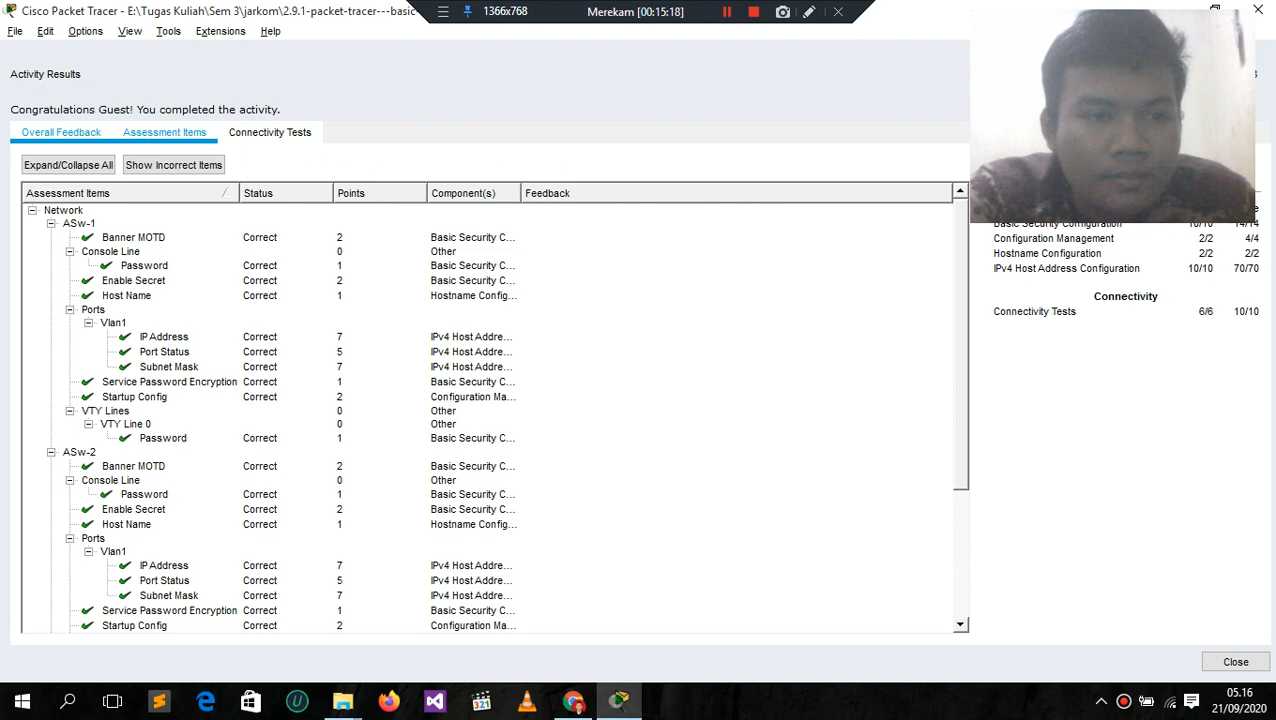 Cisco Packet Tracer - E:\Tugas Kuliah\Sem 3\jarkom\2.9.1-packet-tracer---basic-
1366x768
Merekam [00:15:18]
File Edit Options View Tools Extensions Help
Activity Results
Congratulations Guest! You completed the activity.
Overall Feedback Assessment Items Connectivity Tests
Expand/Collapse All Show Incorrect Items
Assessment Items Status Points Component(s) Feedback
Network
ASw-1
Banner MOTD Correct 2 Basic Security C...
Console Line 0 Other
Password Correct 1 Basic Security C...
Enable Secret Correct 2 Basic Security C...
Host Name Correct 1 Hostname Config...
Ports
Vlan1
IP Address Correct 7 IPv4 Host Addre...
Port Status Correct 5 IPv4 Host Addre...
Subnet Mask Correct 7 IPv4 Host Addre...
Service Password Encryption Correct 1 Basic Security C...
Startup Config Correct 2 Configuration Ma...
VTY Lines 0 Other
VTY Line 0 0 Other
Password Correct 1 Basic Security C...
ASw-2
Banner MOTD Correct 2 Basic Security C...
Console Line 0 Other
Password Correct 1 Basic Security C...
Enable Secret Correct 2 Basic Security C...
Host Name Correct 1 Hostname Config...
Ports
Vlan1
IP Address Correct 7 IPv4 Host Addre...
Port Status Correct 5 IPv4 Host Addre...
Subnet Mask Correct 7 IPv4 Host Addre...
Service Password Encryption Correct 1 Basic Security C...
Startup Config Correct 2 Configuration Ma...
Basic Security Configuration 10/10 14/14
Configuration Management 2/2 4/4
Hostname Configuration 2/2 2/2
IPv4 Host Address Configuration 10/10 70/70
Connectivity
Connectivity Tests 6/6 10/10
Close
321
05.16
21/09/2020